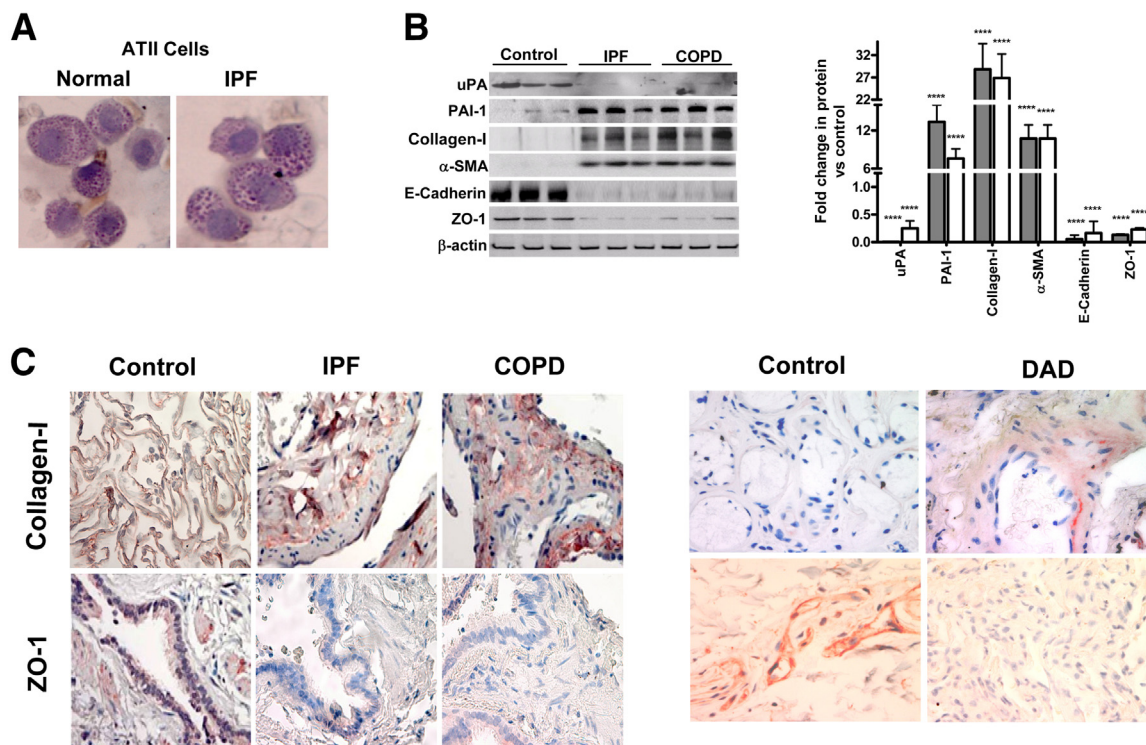 A
ATII Cells
Normal IPF
B
Control IPF COPD
uPA
PAI-1
Collagen-I
α-SMA
E-Cadherin
ZO-1
β-actin
Fold change in protein
vs control
32
27
22
12
6
1.0
0.5
0.0
**** **** **** **** **** **** **** **** **** **** **** ****
uPA
PAI-1
Collagen-I
α-SMA
E-Cadherin
ZO-1
C
Control IPF COPD Control DAD
Collagen-I
ZO-1